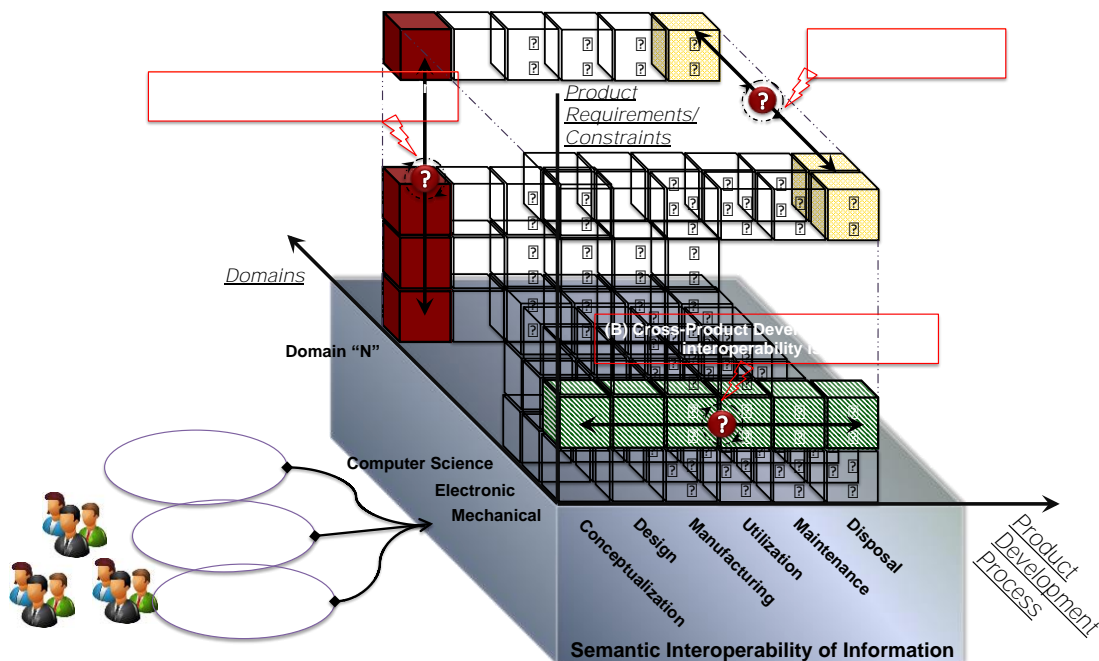 Product
Requirements/
Constraints
Domains
(B) Cross-Product Deve
interoperability
Domain “N”
Computer Science
Electronic
Mechanical
Conceptualization
Design
Manufacturing
Utilization
Maintenance
Disposal
Product
Development
Process
Semantic Interoperability of Information